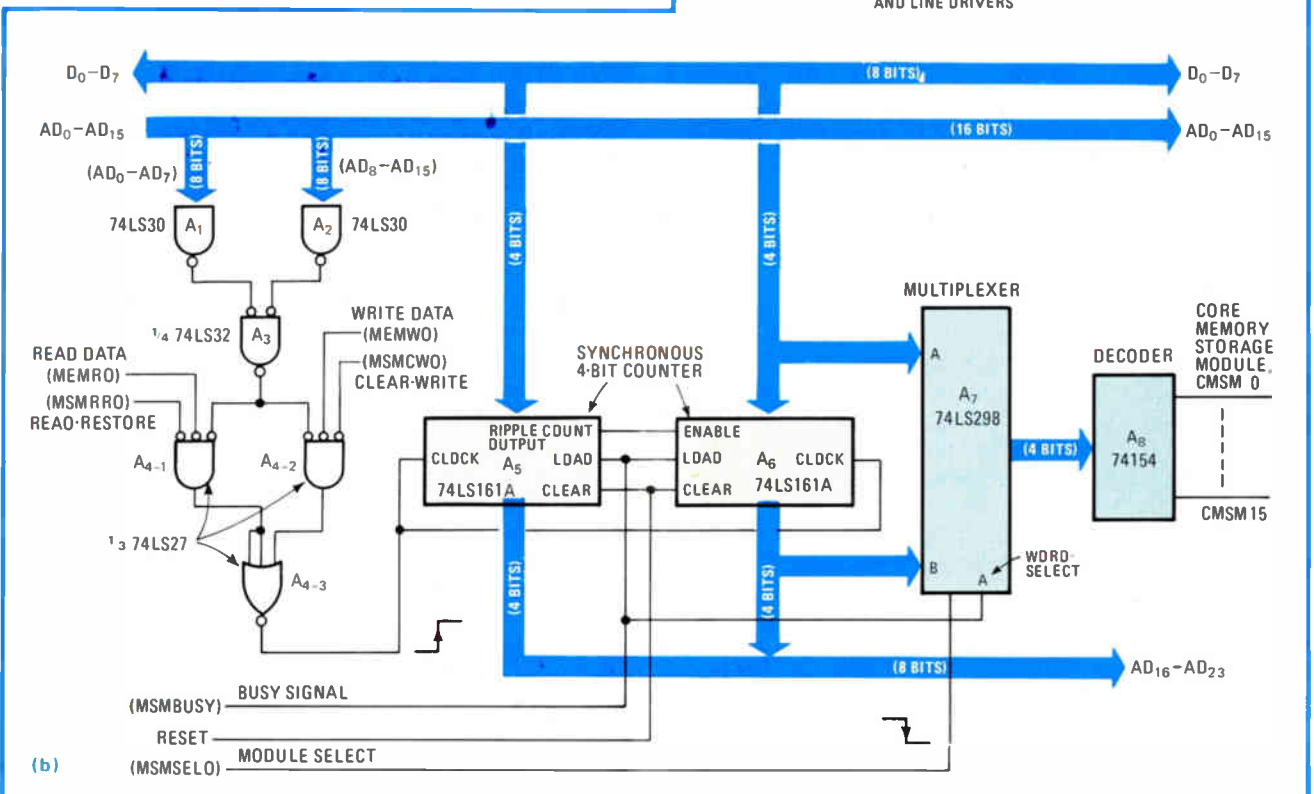 AND LINE DRIVERS
D0–D7
(8 BITS)
D0–D7
AD0–AD15
(16 BITS)
AD0–AD15
(AD0–AD7)
(8 BITS)
(8 BITS)
(AD8–AD15)
74LS30
A1
A2
74LS30
(4 BITS)
(4 BITS)
1/4 74LS32
A3
WRITE DATA
(MEMWO)
(MSMCWO)
CLEAR-WRITE
READ DATA
(MEMRO)
(MSMRRO)
REAO-RESTORE
A4-1
A4-2
1 3 74LS27
A4-3
SYNCHRONOUS
4-BIT COUNTER
RIPPLE COUNT
OUTPUT
CLOCK
A5
LOAD
74LS161A
CLEAR
ENABLE
LOAD
A6
CLOCK
CLEAR
74LS161A
MULTIPLEXER
A
A7
74LS298
B
A
WDRD-
SELECT
(4 BITS)
DECODER
A8
74154
CORE
MEMORY
STORAGE
MODULE,
CMSM 0
CMSM 15
(4 BITS)
(4 BITS)
(8 BITS)
AD16–AD23
BUSY SIGNAL
(MSMBUSY)
RESET
MODULE SELECT
(MSMSELO)
(b)